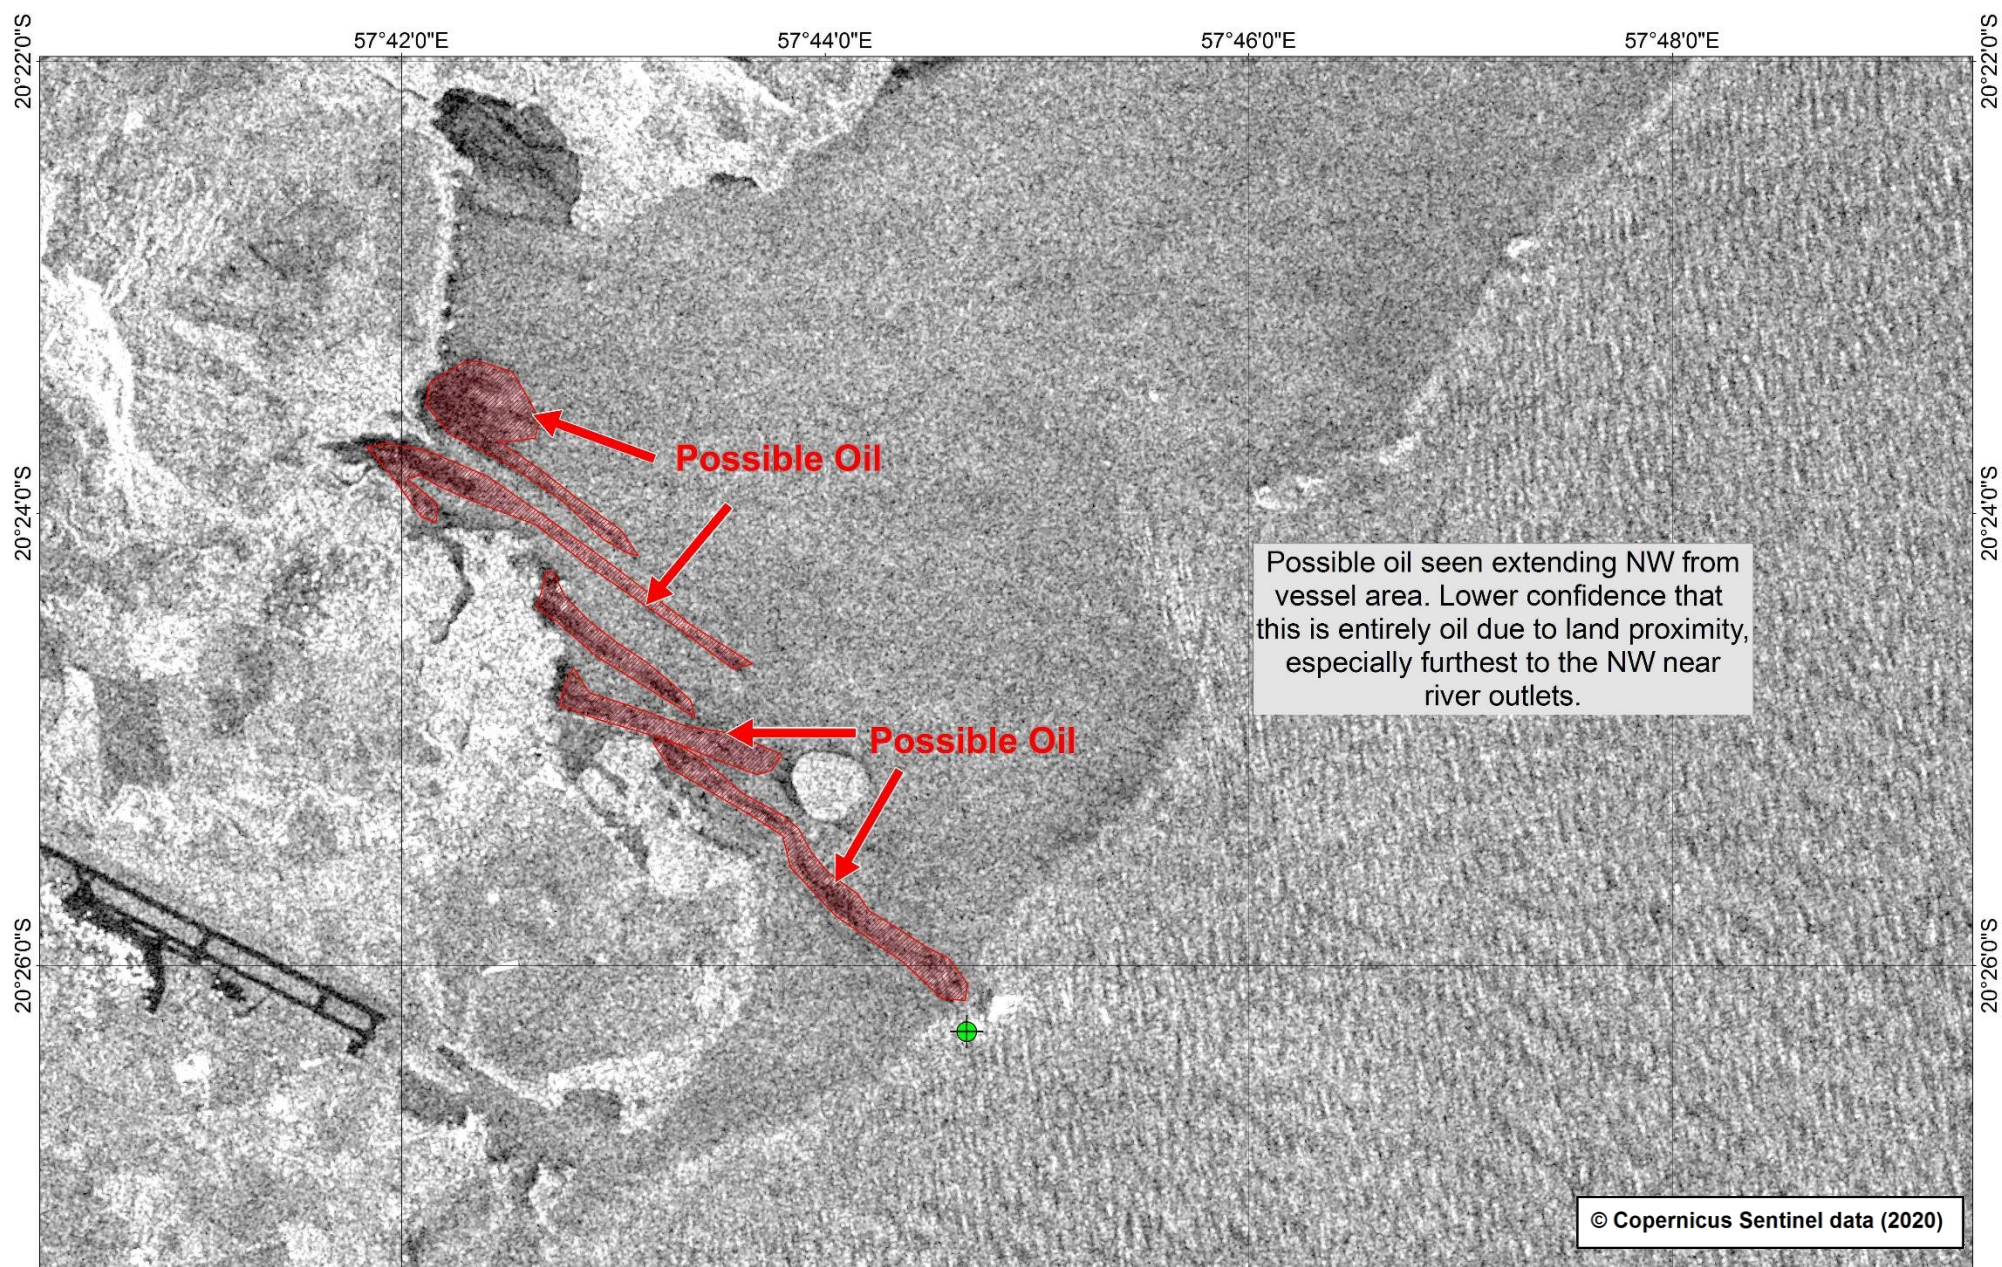 57°42'0"E
57°44'0"E
57°46'0"E
57°48'0"E
20°22'0"S
20°22'0"S
Possible Oil
20°24'0"S
20°24'0"S
Possible oil seen extending NW from
vessel area. Lower confidence that
this is entirely oil due to land proximity,
especially furthest to the NW near
river outlets.
Possible Oil
20°26'0"S
20°26'0"S
© Copernicus Sentinel data (2020)